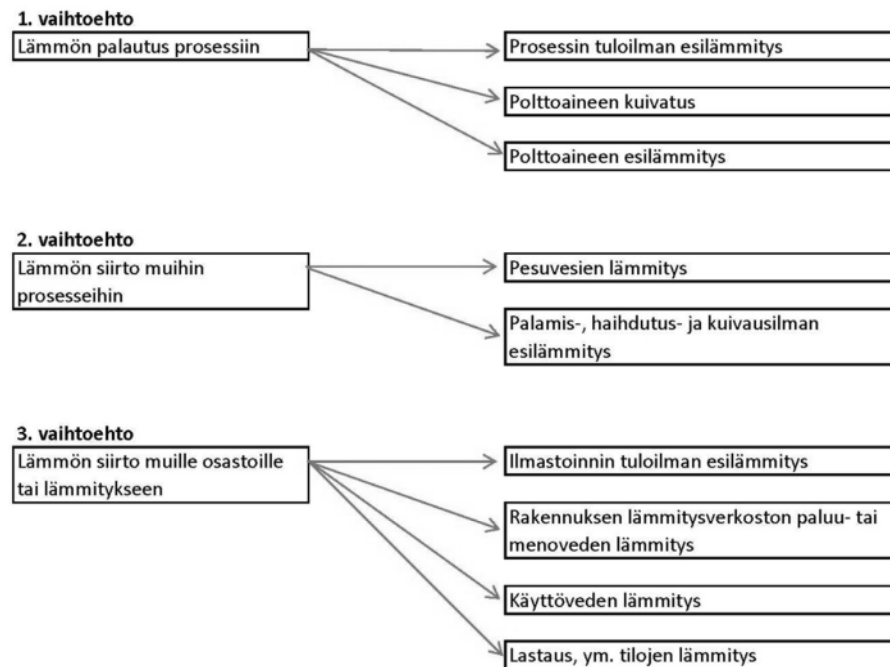 1. vaihtoehto
Lämmön palautus prosessiin
Prosessin tuloilman esilämmitys
Polttoaineen kuivatus
Polttoaineen esilämmitys
2. vaihtoehto
Lämmön siirto muihin
prosesseihin
Pesuvesien lämmitys
Palamis-, haihdutus- ja kuivausilman
esilämmitys
3. vaihtoehto
Lämmön siirto muille osastoille
tai lämmitykseen
Ilmastoinnin tuloilman esilämmitys
Rakennuksen lämmitysverkoston paluu- tai
menoveden lämmitys
Käyttöveden lämmitys
Lastaus, ym. tilojen lämmitys